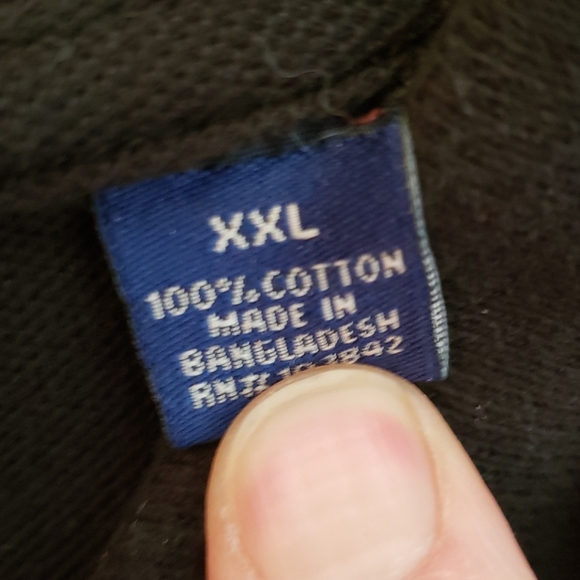 XXL
100% COTTON
MADE IN
BANGLADESH
RN#